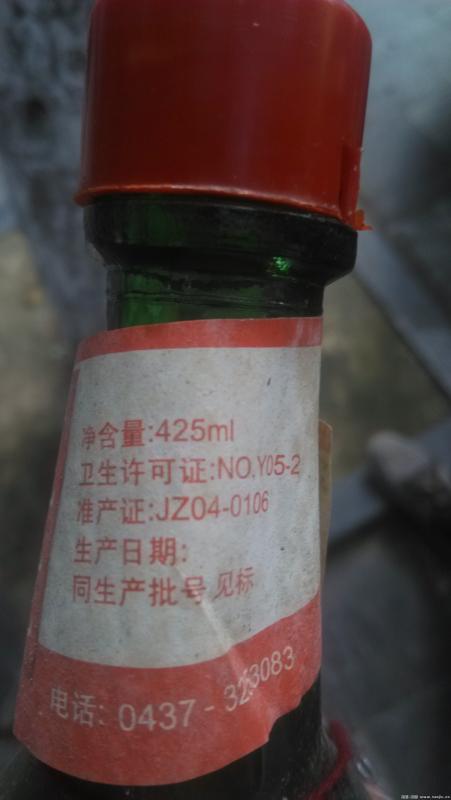 净含量:425ml
卫生许可证:NO.Y05-2
准产证:JZ04-0106
生产日期:
同生产批号 见标
电话: 0437 - 323083